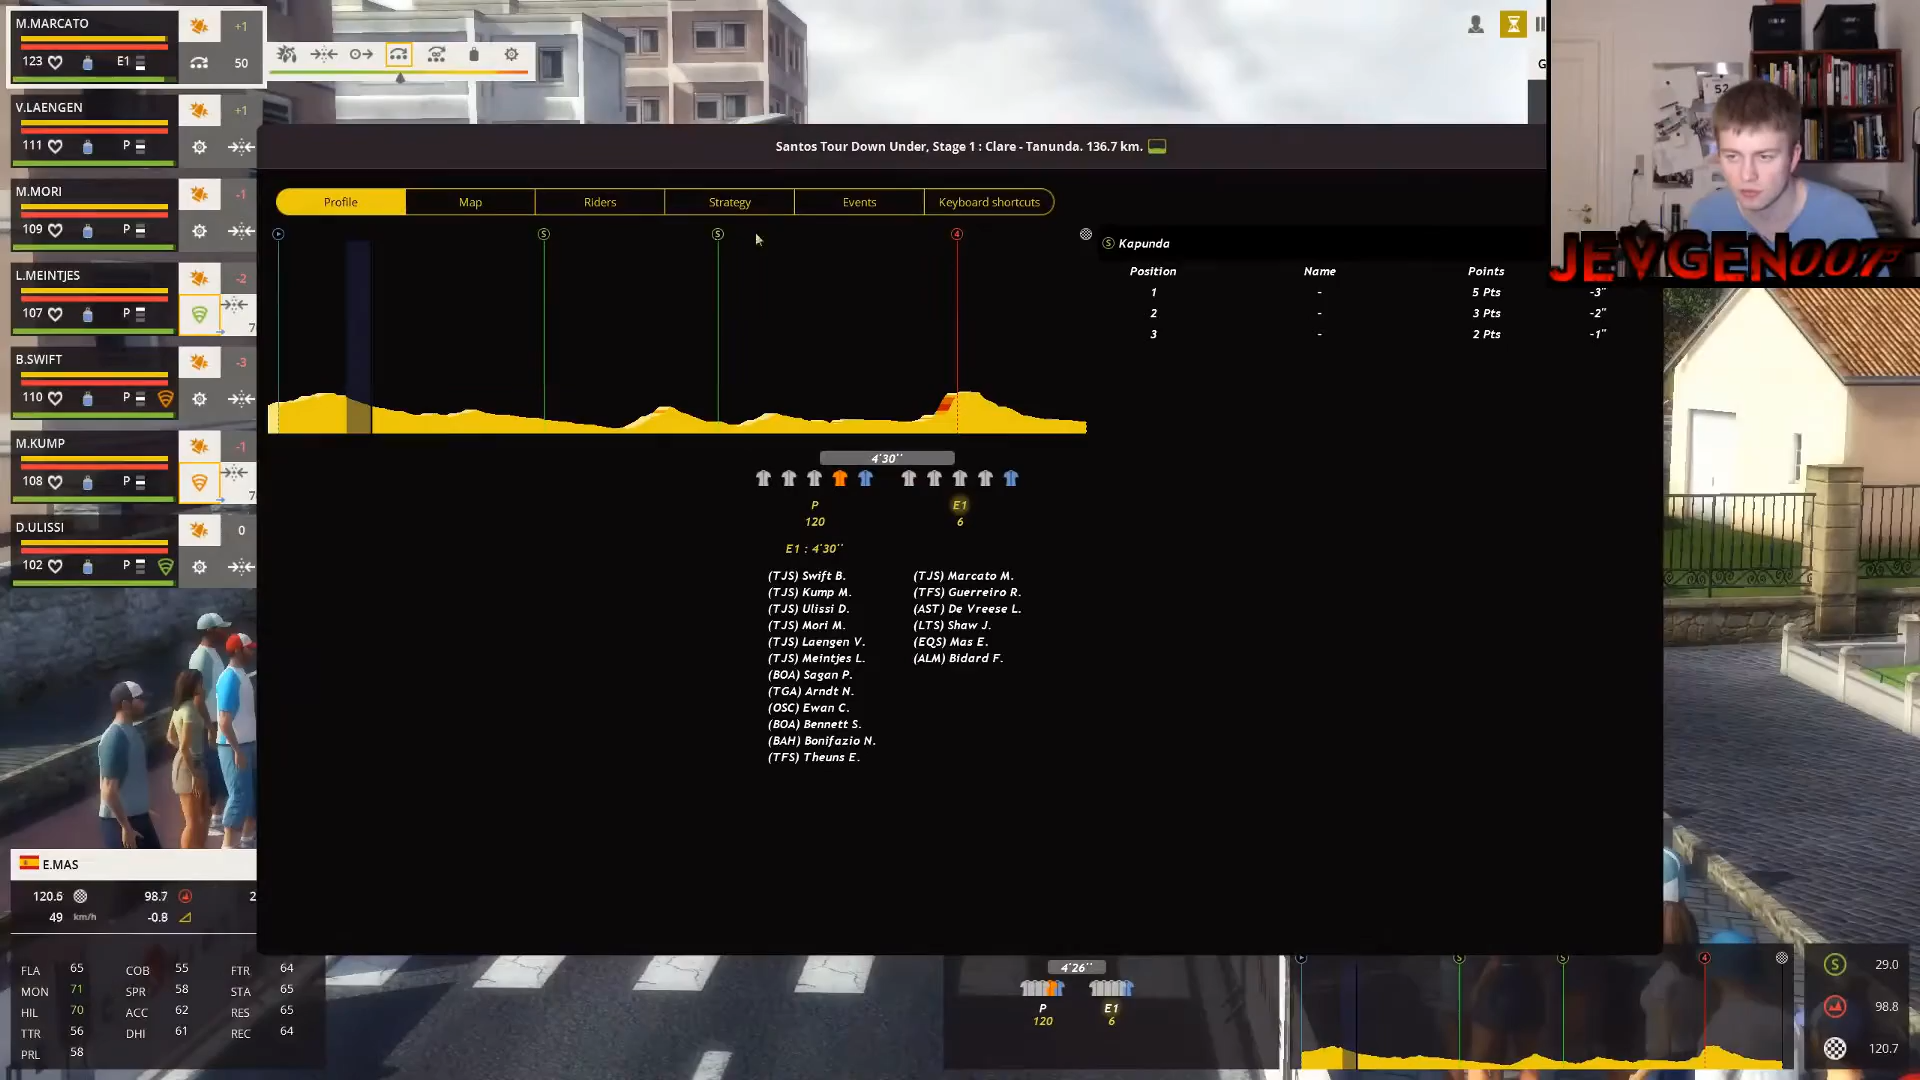 M.MARCATO
+1
123 E1 50
V.LAENGEN
+1
111 P
M.MORI
-1
109 P
L.MEINTJES
-2
107 P
B.SWIFT
-3
110 P
M.KUMP
-1
108 P
D.ULISSI
0
102 P
Santos Tour Down Under, Stage 1 : Clare - Tanunda. 136.7 km.
Profile Map Riders Strategy Events Keyboard shortcuts
S S 4
S Kapunda
Position Name Points
1 - 5 Pts -3"
2 - 3 Pts -2"
3 - 2 Pts -1"
4'30''
P E1
120 6
E1 : 4'30''
(TJS) Swift B. (TJS) Marcato M.
(TJS) Kump M. (TFS) Guerreiro R.
(TJS) Ulissi D. (AST) De Vreese L.
(TJS) Mori M. (LTS) Shaw J.
(TJS) Laengen V. (EQS) Mas E.
(TJS) Meintjes L. (ALM) Bidard F.
(BOA) Sagan P.
(TGA) Arndt N.
(OSC) Ewan C.
(BOA) Bennett S.
(BAH) Bonifazio N.
(TFS) Theuns E.
52
JEVGEN007
E.MAS
120.6 98.7 2
49 km/h -0.8
FLA 65 COB 55 FTR 64
MON 71 SPR 58 STA 65
HIL 70 ACC 62 RES 65
TTR 56 DHI 61 REC 64
PRL 58
4'26''
P E1
120 6
S S 4
S 29.0
98.8
120.7